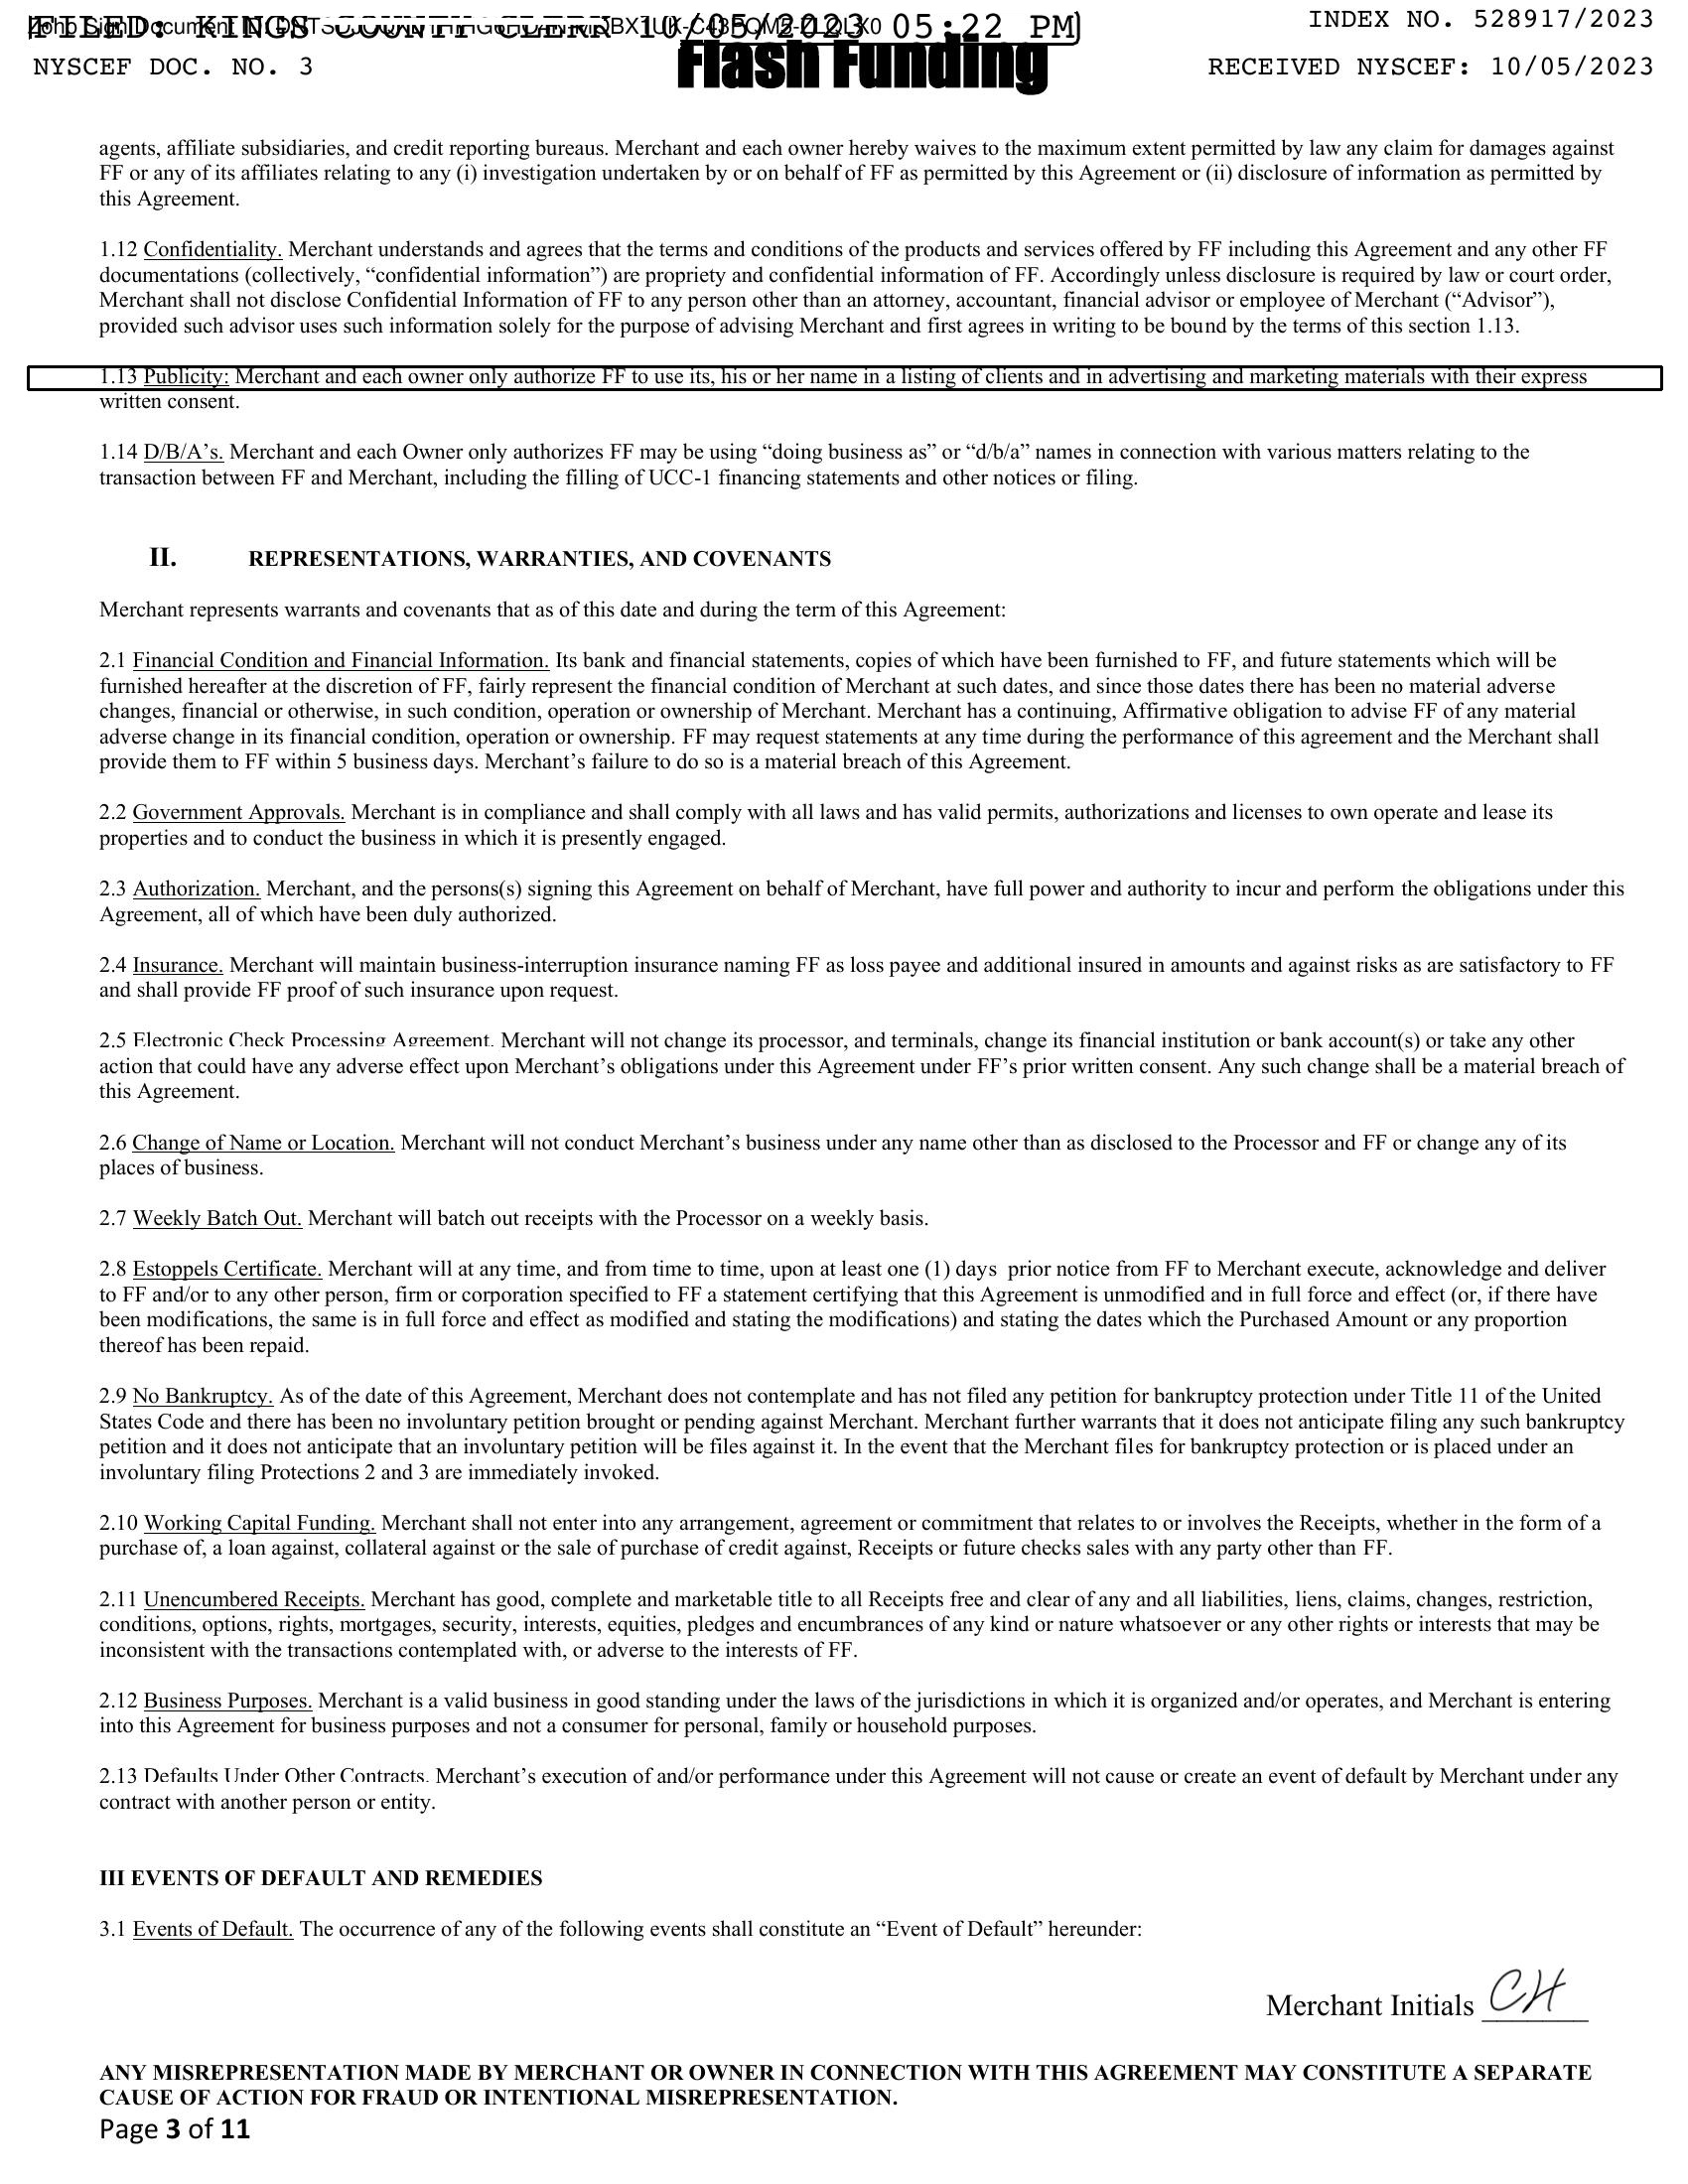 FILED: KINGS COUNTY CLERK 10/05/2023 05:22 PM
INDEX NO. 528917/2023
Zoho Sign Document ID:
NYSCEF DOC. NO. 3
Flash Funding
RECEIVED NYSCEF: 10/05/2023
agents, affiliate subsidiaries, and credit reporting bureaus. Merchant and each owner hereby waives to the maximum extent permitted by law any claim for damages against
FF or any of its affiliates relating to any (i) investigation undertaken by or on behalf of FF as permitted by this Agreement or (ii) disclosure of information as permitted by
this Agreement.
1.12 Confidentiality. Merchant understands and agrees that the terms and conditions of the products and services offered by FF including this Agreement and any other FF
documentations (collectively, “confidential information”) are propriety and confidential information of FF. Accordingly unless disclosure is required by law or court order,
Merchant shall not disclose Confidential Information of FF to any person other than an attorney, accountant, financial advisor or employee of Merchant (“Advisor”),
provided such advisor uses such information solely for the purpose of advising Merchant and first agrees in writing to be bound by the terms of this section 1.13.
1.13 Publicity: Merchant and each owner only authorize FF to use its, his or her name in a listing of clients and in advertising and marketing materials with their express
written consent.
1.14 D/B/A’s. Merchant and each Owner only authorizes FF may be using “doing business as” or “d/b/a” names in connection with various matters relating to the
transaction between FF and Merchant, including the filling of UCC-1 financing statements and other notices or filing.
II. REPRESENTATIONS, WARRANTIES, AND COVENANTS
Merchant represents warrants and covenants that as of this date and during the term of this Agreement:
2.1 Financial Condition and Financial Information. Its bank and financial statements, copies of which have been furnished to FF, and future statements which will be
furnished hereafter at the discretion of FF, fairly represent the financial condition of Merchant at such dates, and since those dates there has been no material adverse
changes, financial or otherwise, in such condition, operation or ownership of Merchant. Merchant has a continuing, Affirmative obligation to advise FF of any material
adverse change in its financial condition, operation or ownership. FF may request statements at any time during the performance of this agreement and the Merchant shall
provide them to FF within 5 business days. Merchant’s failure to do so is a material breach of this Agreement.
2.2 Government Approvals. Merchant is in compliance and shall comply with all laws and has valid permits, authorizations and licenses to own operate and lease its
properties and to conduct the business in which it is presently engaged.
2.3 Authorization. Merchant, and the persons(s) signing this Agreement on behalf of Merchant, have full power and authority to incur and perform the obligations under this
Agreement, all of which have been duly authorized.
2.4 Insurance. Merchant will maintain business-interruption insurance naming FF as loss payee and additional insured in amounts and against risks as are satisfactory to FF
and shall provide FF proof of such insurance upon request.
2.5 Electronic Check Processing Agreement. Merchant will not change its processor, and terminals, change its financial institution or bank account(s) or take any other
action that could have any adverse effect upon Merchant’s obligations under this Agreement under FF’s prior written consent. Any such change shall be a material breach of
this Agreement.
2.6 Change of Name or Location. Merchant will not conduct Merchant’s business under any name other than as disclosed to the Processor and FF or change any of its
places of business.
2.7 Weekly Batch Out. Merchant will batch out receipts with the Processor on a weekly basis.
2.8 Estoppels Certificate. Merchant will at any time, and from time to time, upon at least one (1) days prior notice from FF to Merchant execute, acknowledge and deliver
to FF and/or to any other person, firm or corporation specified to FF a statement certifying that this Agreement is unmodified and in full force and effect (or, if there have
been modifications, the same is in full force and effect as modified and stating the modifications) and stating the dates which the Purchased Amount or any proportion
thereof has been repaid.
2.9 No Bankruptcy. As of the date of this Agreement, Merchant does not contemplate and has not filed any petition for bankruptcy protection under Title 11 of the United
States Code and there has been no involuntary petition brought or pending against Merchant. Merchant further warrants that it does not anticipate filing any such bankruptcy
petition and it does not anticipate that an involuntary petition will be files against it. In the event that the Merchant files for bankruptcy protection or is placed under an
involuntary filing Protections 2 and 3 are immediately invoked.
2.10 Working Capital Funding. Merchant shall not enter into any arrangement, agreement or commitment that relates to or involves the Receipts, whether in the form of a
purchase of, a loan against, collateral against or the sale of purchase of credit against, Receipts or future checks sales with any party other than FF.
2.11 Unencumbered Receipts. Merchant has good, complete and marketable title to all Receipts free and clear of any and all liabilities, liens, claims, changes, restriction,
conditions, options, rights, mortgages, security, interests, equities, pledges and encumbrances of any kind or nature whatsoever or any other rights or interests that may be
inconsistent with the transactions contemplated with, or adverse to the interests of FF.
2.12 Business Purposes. Merchant is a valid business in good standing under the laws of the jurisdictions in which it is organized and/or operates, and Merchant is entering
into this Agreement for business purposes and not a consumer for personal, family or household purposes.
2.13 Defaults Under Other Contracts. Merchant’s execution of and/or performance under this Agreement will not cause or create an event of default by Merchant under any
contract with another person or entity.
III EVENTS OF DEFAULT AND REMEDIES
3.1 Events of Default. The occurrence of any of the following events shall constitute an “Event of Default” hereunder:
Merchant Initials CH
ANY MISREPRESENTATION MADE BY MERCHANT OR OWNER IN CONNECTION WITH THIS AGREEMENT MAY CONSTITUTE A SEPARATE
CAUSE OF ACTION FOR FRAUD OR INTENTIONAL MISREPRESENTATION.
Page 3 of 11